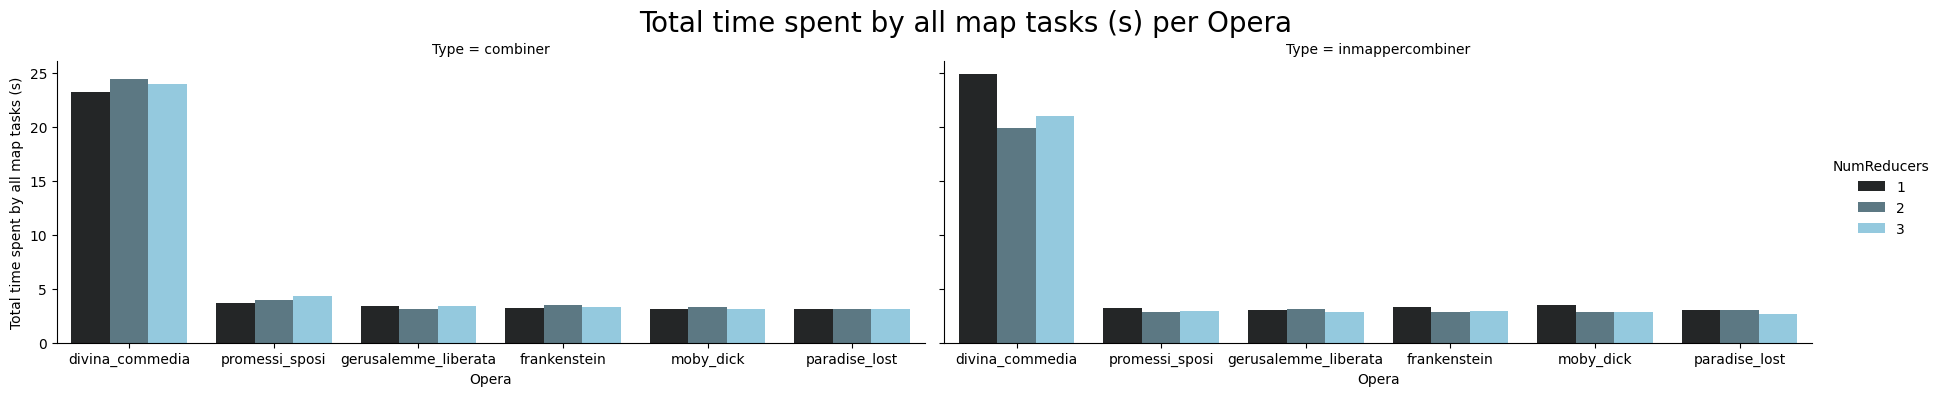 Total time spent by all map tasks (s) per Opera
Type = combiner
Total time spent by all map tasks (s)
25
20
15
10
5
0
divina_commedia promessi_sposi gerusalemme_liberata frankenstein moby_dick paradise_lost
Opera
Type = inmappercombiner
divina_commedia promessi_sposi gerusalemme_liberata frankenstein moby_dick paradise_lost
Opera
NumReducers
1
2
3